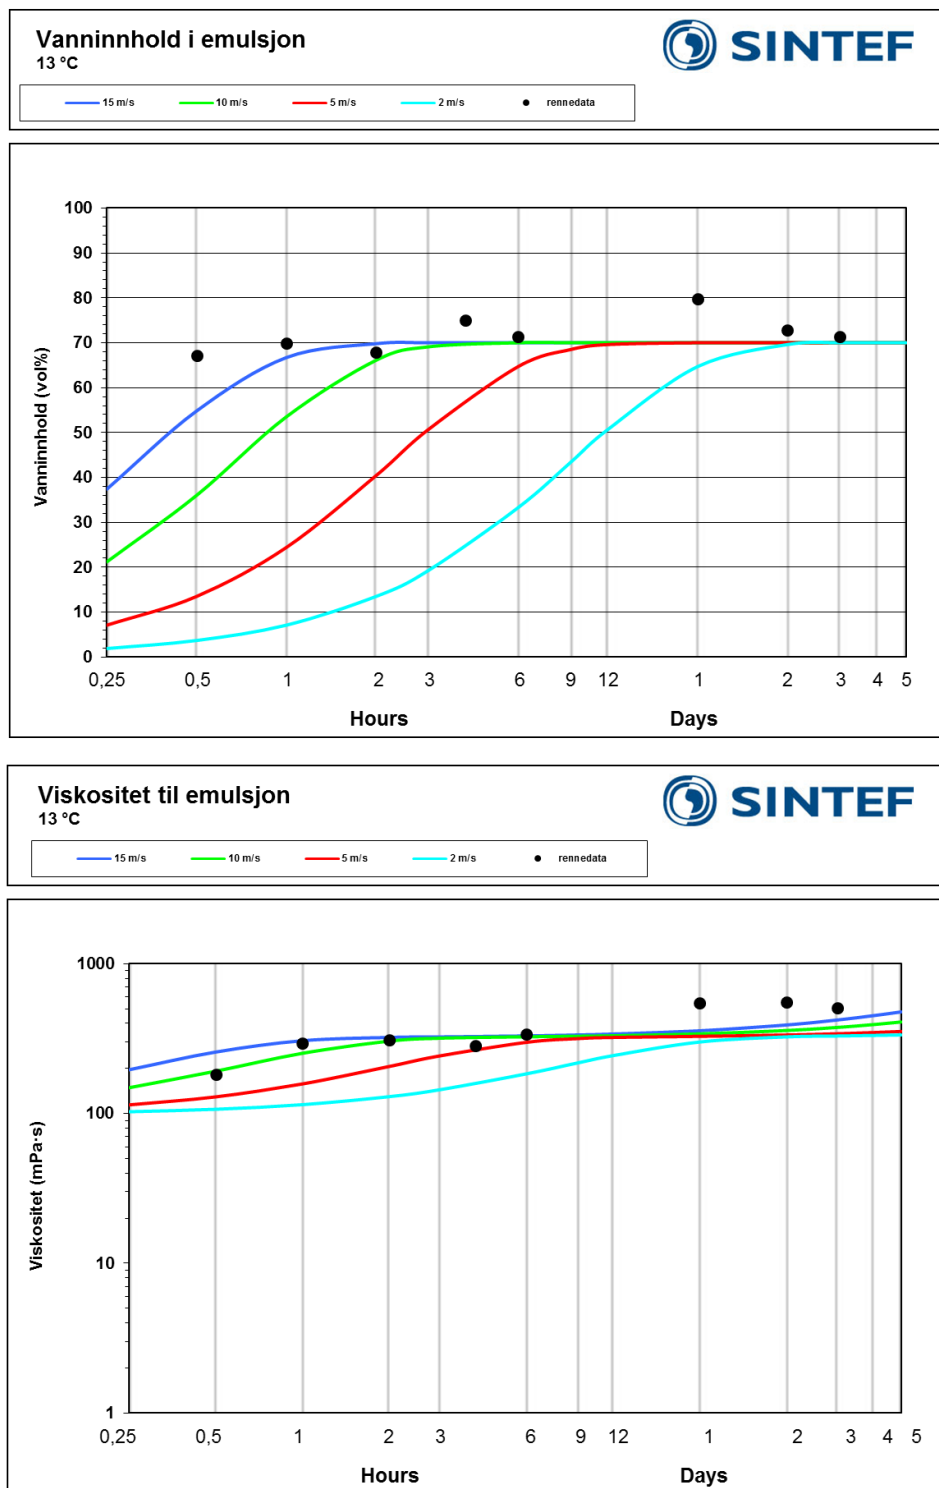 Vanninnhold i emulsjon
13 °C
SINTEF
15 m/s 10 m/s 5 m/s 2 m/s rennedata
100
90
80
70
60
50
40
30
20
10
0
Vanninnhold (vol%)
0,25 0,5 1 2 3 6 9 12 1 2 3 4 5
Hours Days
Viskositet til emulsjon
13 °C
SINTEF
15 m/s 10 m/s 5 m/s 2 m/s rennedata
1000
100
10
1
Viskositet (mPa·s)
0,25 0,5 1 2 3 6 9 12 1 2 3 4 5
Hours Days